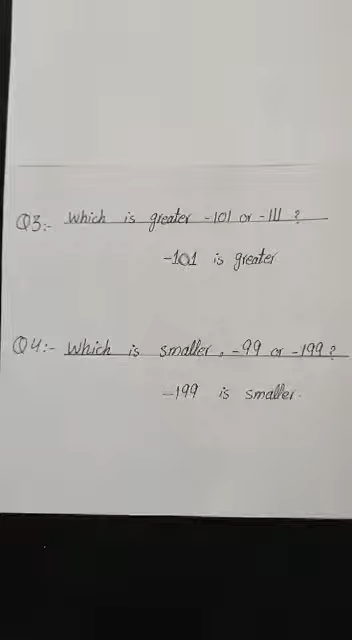 Q3:- Which is greater -101 or -111 ?
-101 is greater
Q4:- Which is smaller, -99 or -199 ?
-199 is smaller.